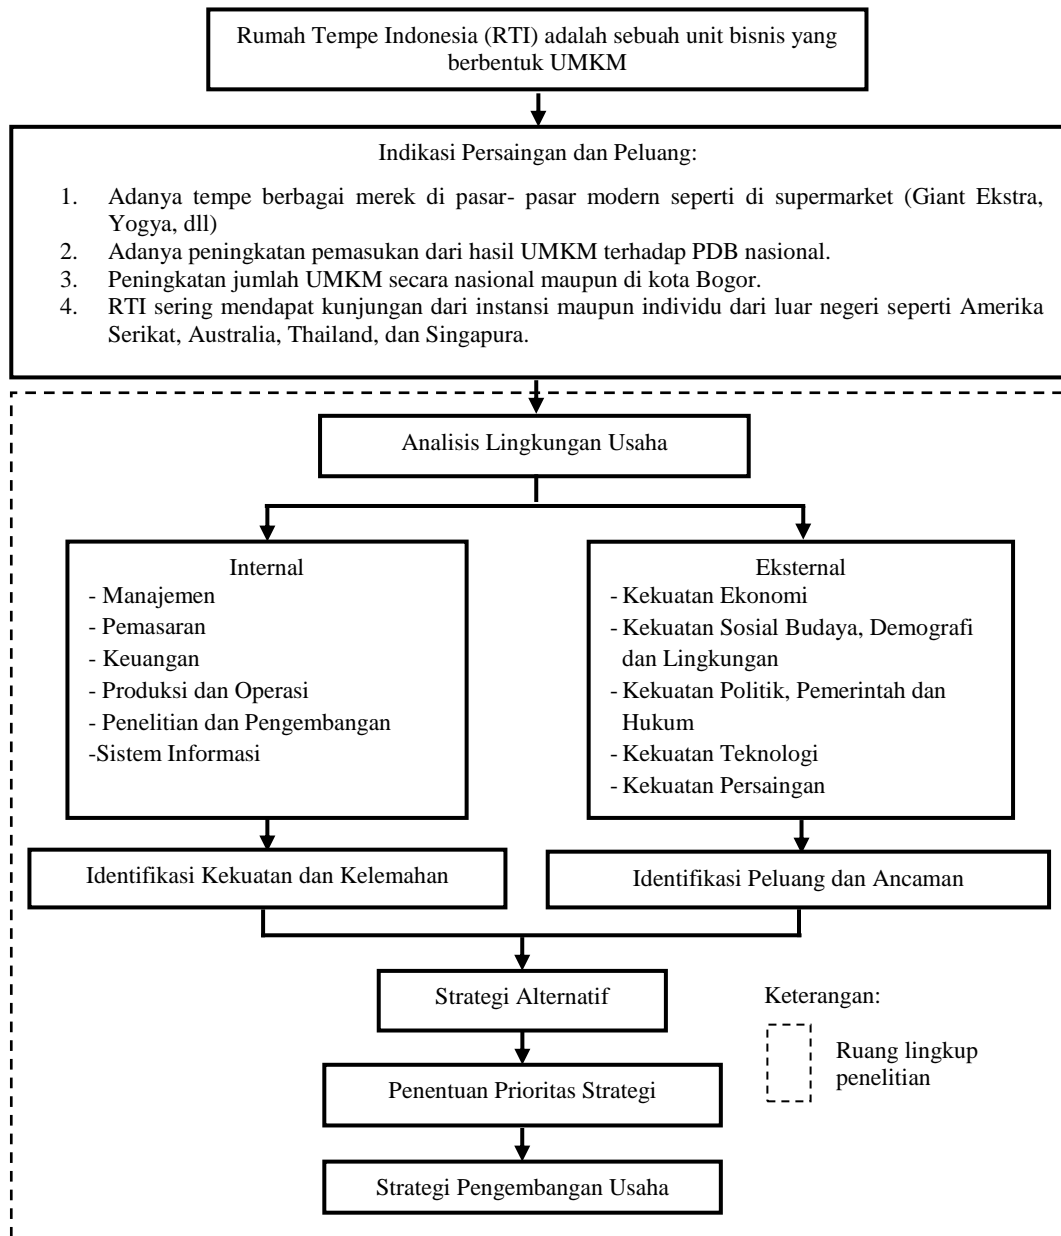 Rumah Tempe Indonesia (RTI) adalah sebuah unit bisnis yang
berbentuk UMKM
Indikasi Persaingan dan Peluang:
1. Adanya tempe berbagai merek di pasar- pasar modern seperti di supermarket (Giant Ekstra,
Yogya, dll)
2. Adanya peningkatan pemasukan dari hasil UMKM terhadap PDB nasional.
3. Peningkatan jumlah UMKM secara nasional maupun di kota Bogor.
4. RTI sering mendapat kunjungan dari instansi maupun individu dari luar negeri seperti Amerika
Serikat, Australia, Thailand, dan Singapura.
Analisis Lingkungan Usaha
Internal
- Manajemen
- Pemasaran
- Keuangan
- Produksi dan Operasi
- Penelitian dan Pengembangan
-Sistem Informasi
Eksternal
- Kekuatan Ekonomi
- Kekuatan Sosial Budaya, Demografi
dan Lingkungan
- Kekuatan Politik, Pemerintah dan
Hukum
- Kekuatan Teknologi
- Kekuatan Persaingan
Identifikasi Kekuatan dan Kelemahan
Identifikasi Peluang dan Ancaman
Strategi Alternatif
Keterangan:
Ruang lingkup
penelitian
Penentuan Prioritas Strategi
Strategi Pengembangan Usaha